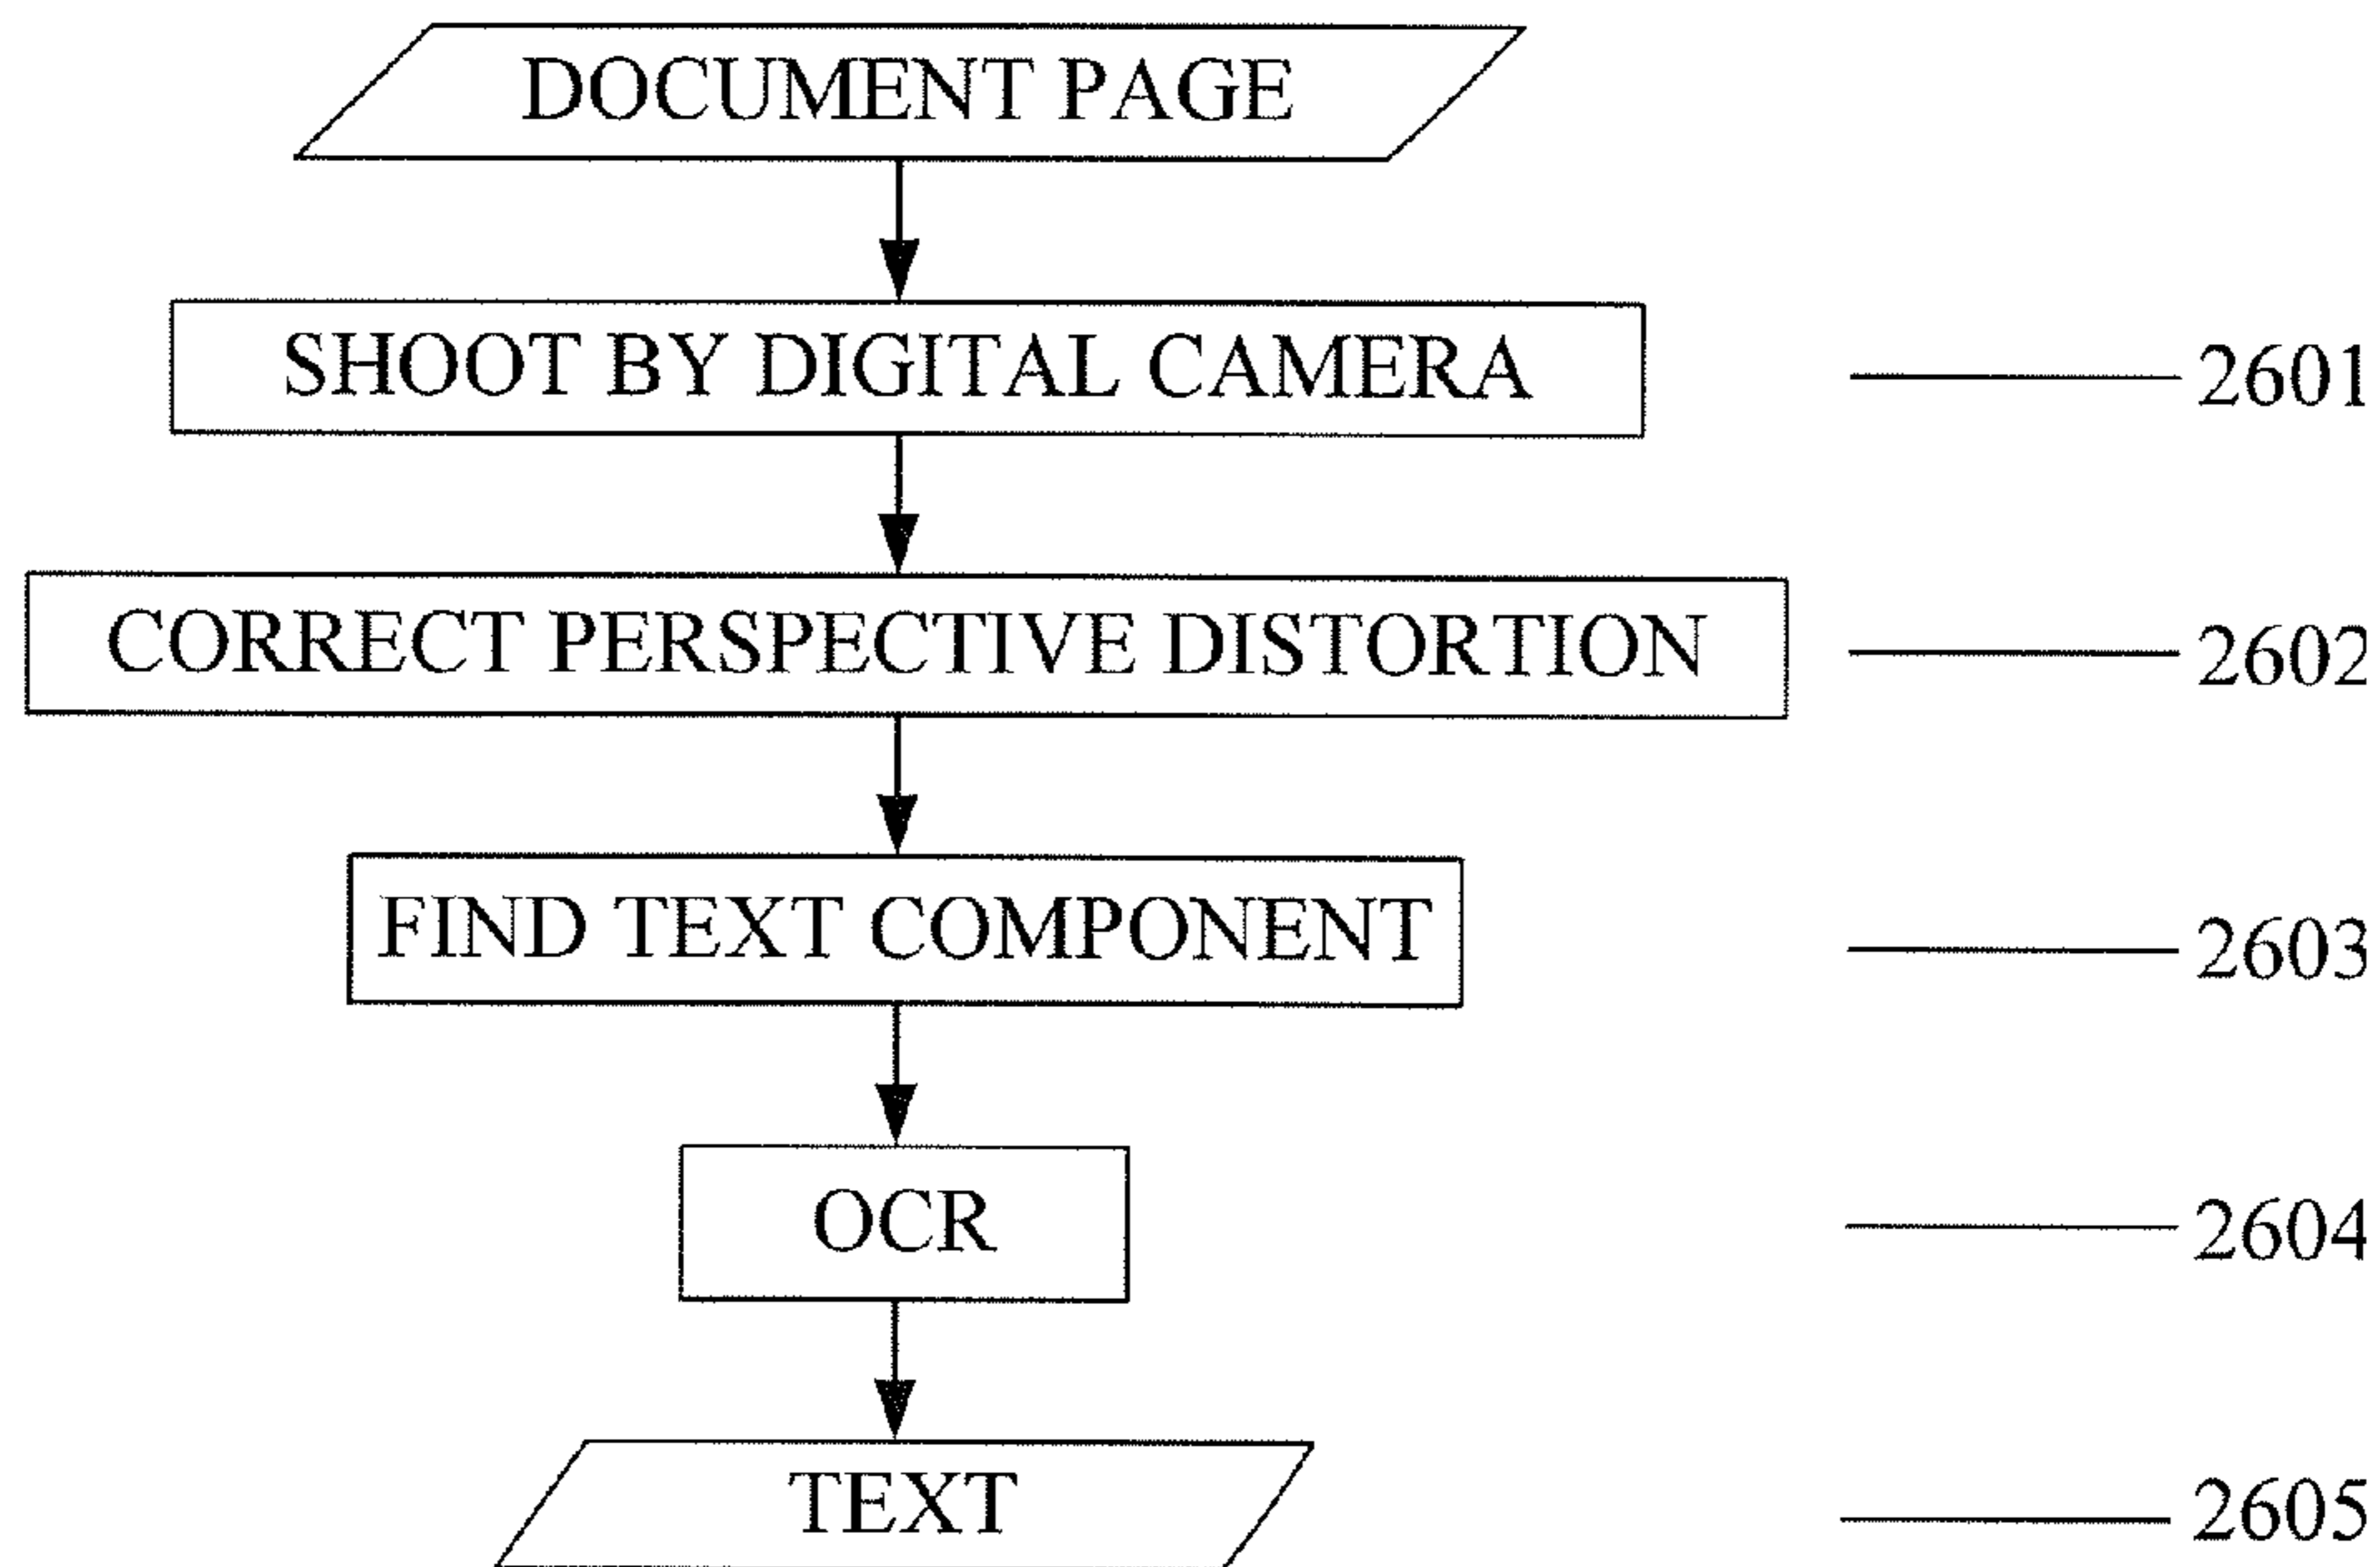 DOCUMENT PAGE
SHOOT BY DIGITAL CAMERA 2601
CORRECT PERSPECTIVE DISTORTION 2602
FIND TEXT COMPONENT 2603
OCR 2604
TEXT 2605